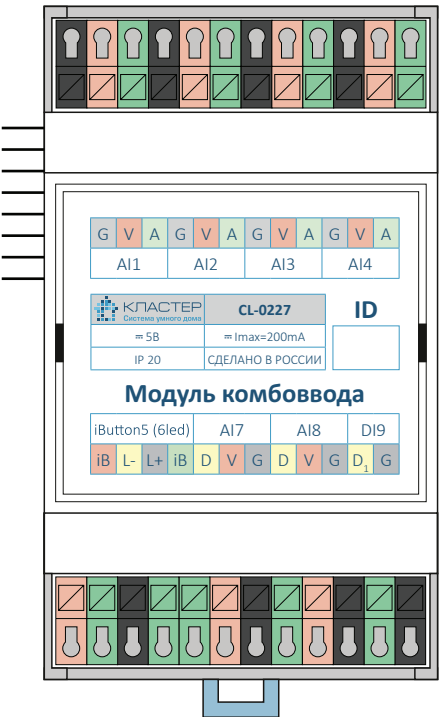 G V A G V A G V A G V A
AI1 AI2 AI3 AI4
КЛАСТЕР CL-0227 ID
Система умного дома
⎓ 5В ⎓ Imax=200mA
IP 20 СДЕЛАНО В РОССИИ
Модуль комбоввода
iButton5 (6led) AI7 AI8 DI9
iB L- L+ iB D V G D V G D₁ G